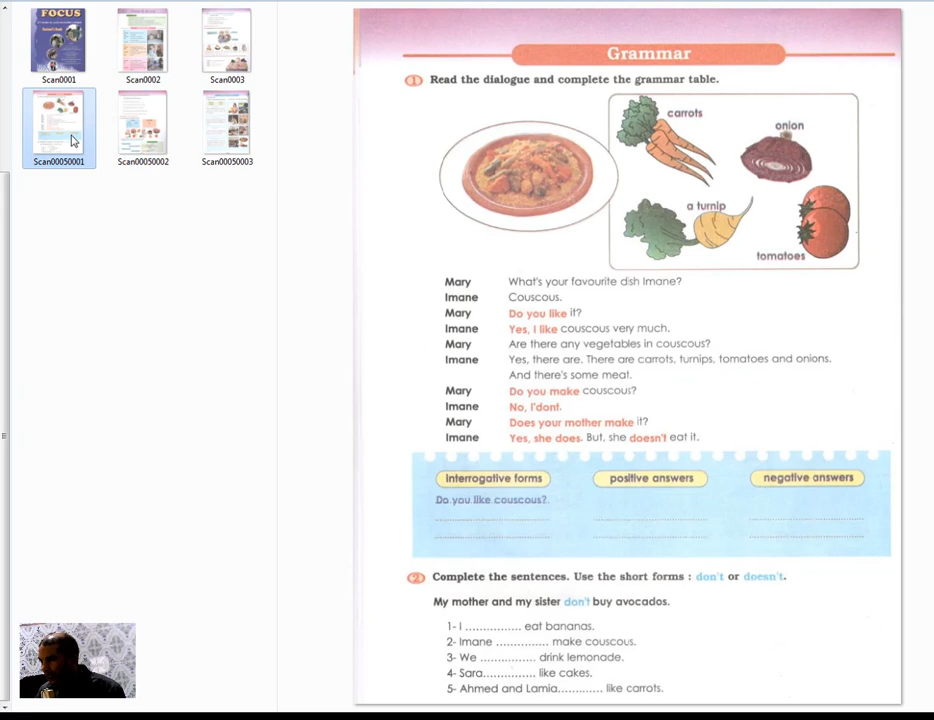 FOCUS
Scan0001
Scan0002
Scan0003
Scan00050001
Scan00050002
Scan00050003
Grammar
1 Read the dialogue and complete the grammar table.
carrots
onion
a turnip
tomatoes
Mary What's your favourite dish Imane?
Imane Couscous.
Mary Do you like it?
Imane Yes, I like couscous very much.
Mary Are there any vegetables in couscous?
Imane Yes, there are. There are carrots, turnips, tomatoes and onions.
And there's some meat.
Mary Do you make couscous?
Imane No, I'dont.
Mary Does your mother make it?
Imane Yes, she does. But, she doesn't eat it.
interrogative forms positive answers negative answers
Do you like couscous?.
2 Complete the sentences. Use the short forms : don't or doesn't.
My mother and my sister don't buy avocados.
1- I ................ eat bananas.
2- Imane ............... make couscous.
3- We ................ drink lemonade.
4- Sara............... like cakes.
5- Ahmed and Lamia............. like carrots.